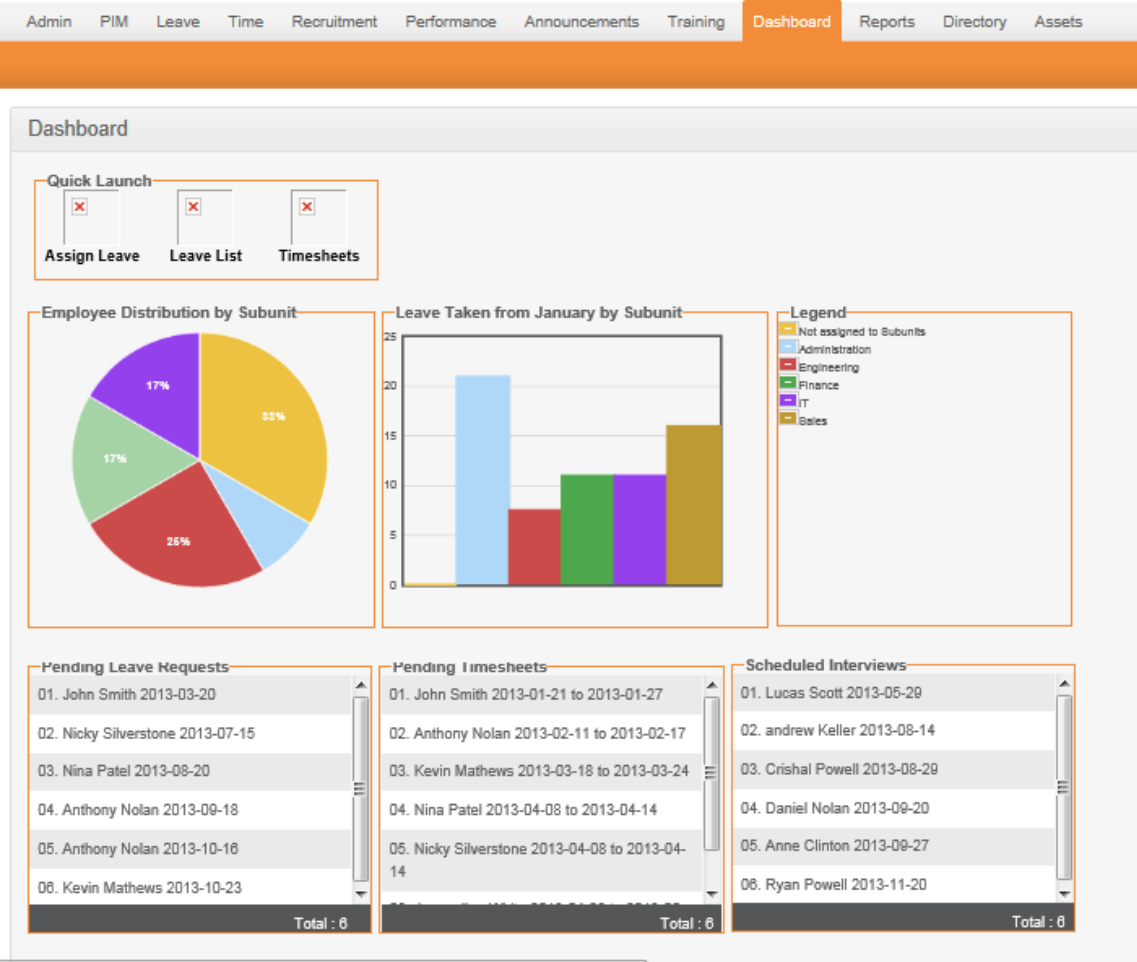 Admin PIM Leave Time Recruitment Performance Announcements Training Dashboard Reports Directory Assets
Dashboard
Quick Launch
Assign Leave Leave List Timesheets
Employee Distribution by Subunit
17%
33%
17%
25%
Leave Taken from January by Subunit
25
20
15
10
5
0
Legend
Not assigned to Subunits
Administration
Engineering
Finance
IT
Sales
Pending Leave Requests
01. John Smith 2013-03-20
02. Nicky Silverstone 2013-07-15
03. Nina Patel 2013-08-20
04. Anthony Nolan 2013-09-18
05. Anthony Nolan 2013-10-16
06. Kevin Mathews 2013-10-23
Total : 6
Pending Timesheets
01. John Smith 2013-01-21 to 2013-01-27
02. Anthony Nolan 2013-02-11 to 2013-02-17
03. Kevin Mathews 2013-03-18 to 2013-03-24
04. Nina Patel 2013-04-08 to 2013-04-14
05. Nicky Silverstone 2013-04-08 to 2013-04-
14
Total : 6
Scheduled Interviews
01. Lucas Scott 2013-05-29
02. andrew Keller 2013-08-14
03. Crishal Powell 2013-08-29
04. Daniel Nolan 2013-09-20
05. Anne Clinton 2013-09-27
06. Ryan Powell 2013-11-20
Total : 6